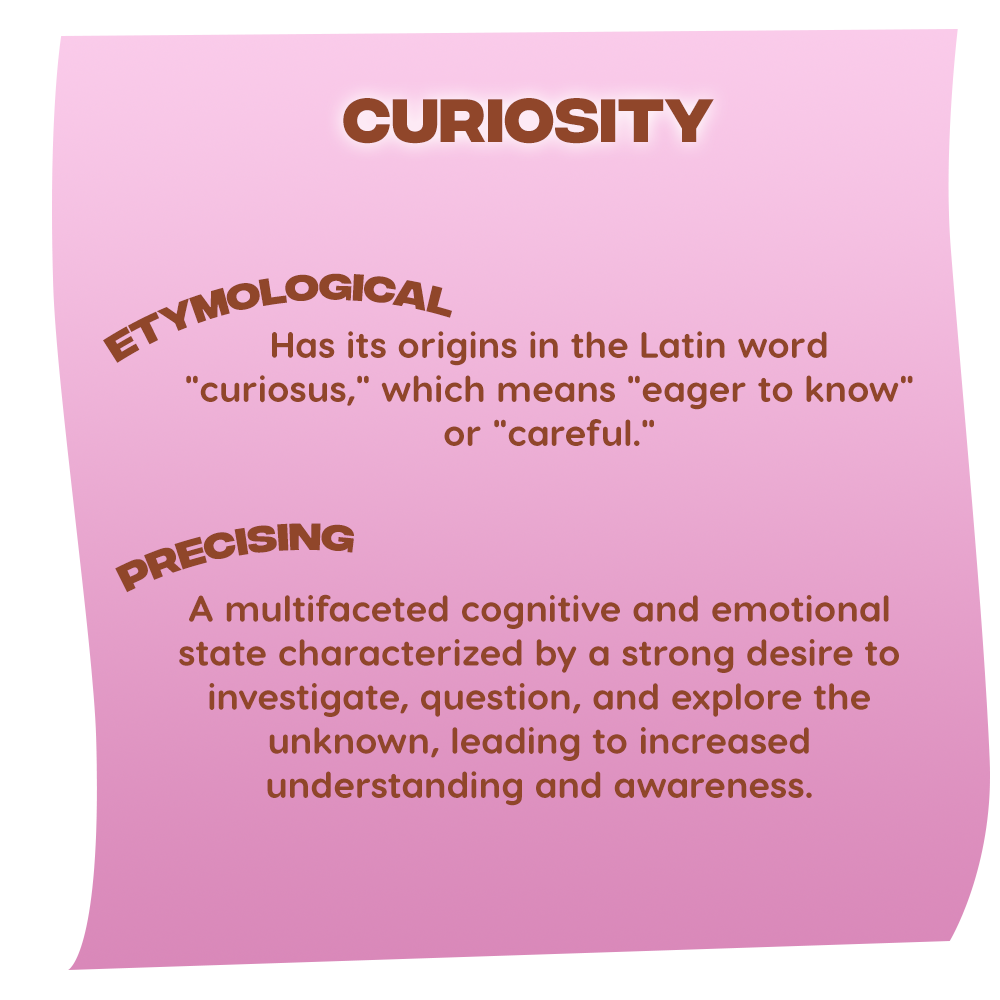 CURIOSITY
ETYMOLOGICAL
Has its origins in the Latin word
"curiosus," which means "eager to know"
or "careful."
PRECISING
A multifaceted cognitive and emotional
state characterized by a strong desire to
investigate, question, and explore the
unknown, leading to increased
understanding and awareness.